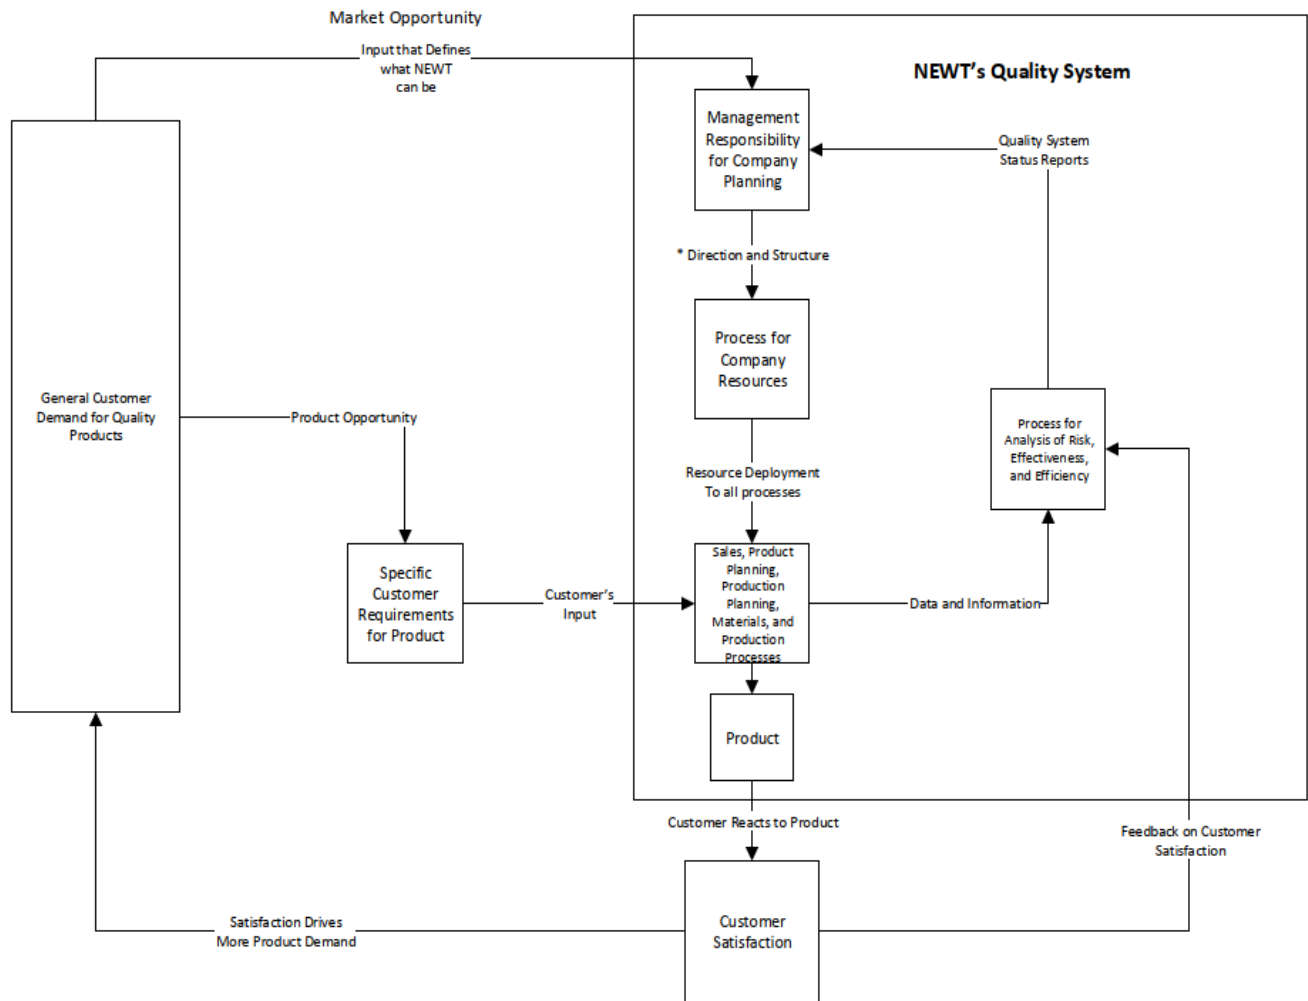 Market Opportunity
Input that Defines
what NEWT
can be
NEWT's Quality System
Management
Responsibility
for Company
Planning
Quality System
Status Reports
* Direction and Structure
Process for
Company
Resources
General Customer
Demand for Quality
Products
Product Opportunity
Process for
Analysis of Risk,
Effectiveness,
and Efficiency
Resource Deployment
To all processes
Specific
Customer
Requirements
for Product
Customer's
Input
Sales, Product
Planning,
Production
Planning,
Materials, and
Production
Processes
Data and Information
Product
Customer Reacts to Product
Feedback on Customer
Satisfaction
Satisfaction Drives
More Product Demand
Customer
Satisfaction